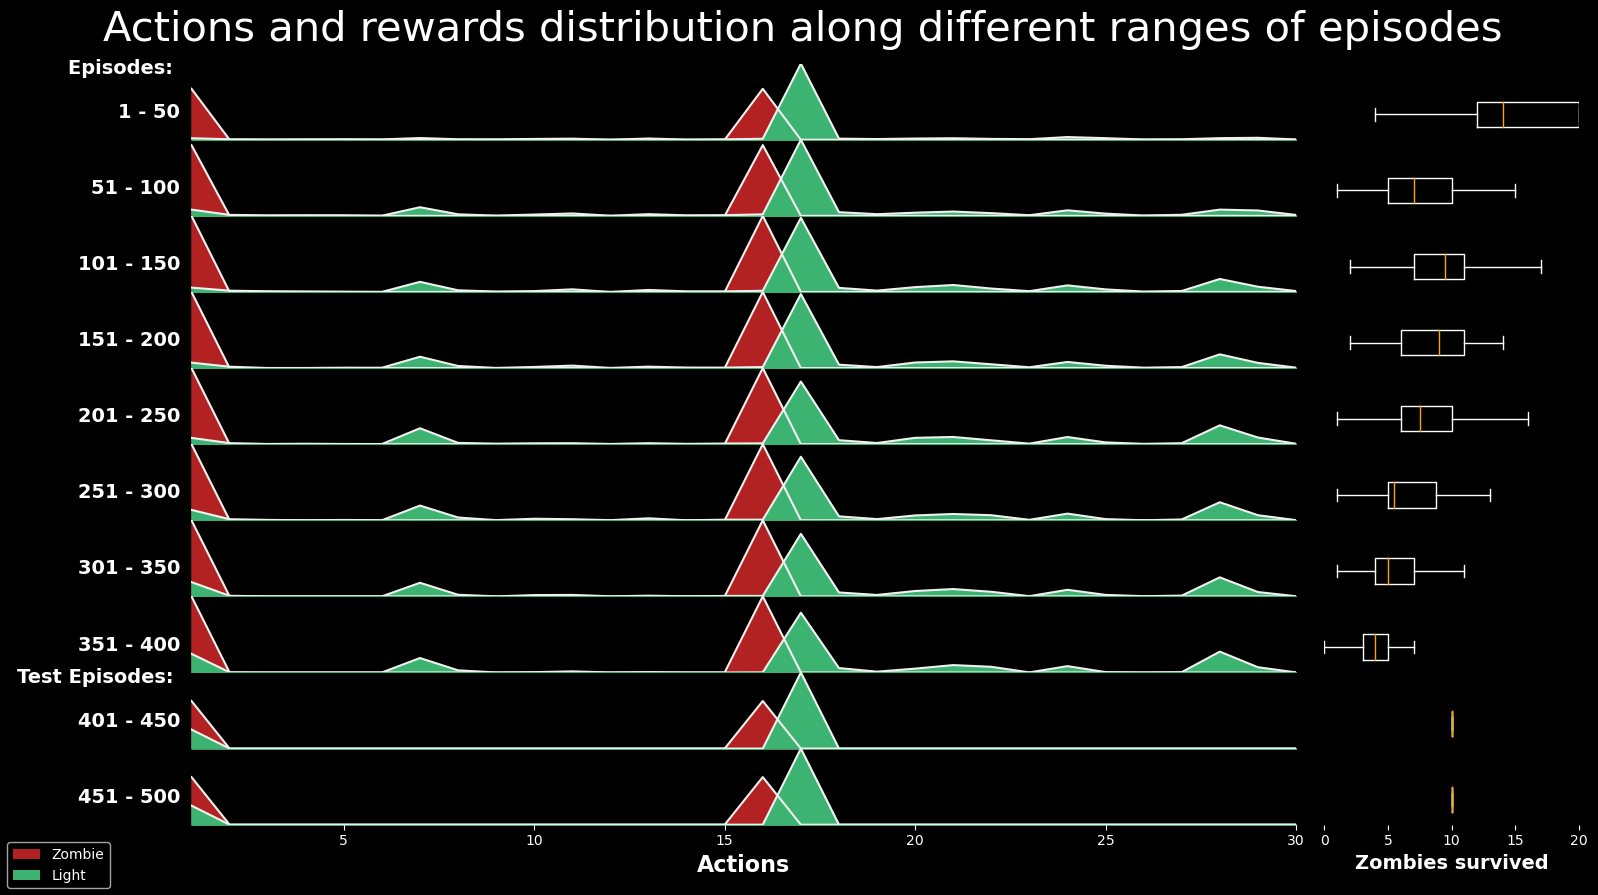 Actions and rewards distribution along different ranges of episodes
Episodes:
1 - 50
51 - 100
101 - 150
151 - 200
201 - 250
251 - 300
301 - 350
351 - 400
Test Episodes:
401 - 450
451 - 500
5 10 15 20 25 30
0 5 10 15 20
Actions
Zombies survived
Zombie
Light